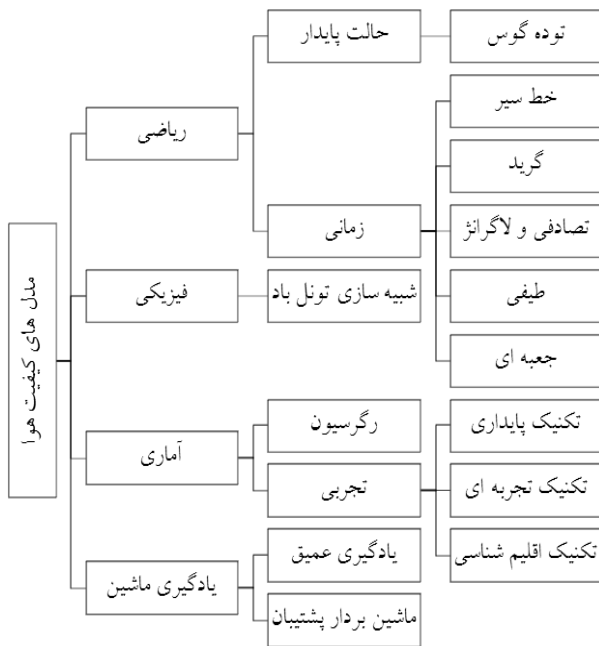 مدل های کیفیت هوا
ریاضی
حالت پایدار
توده گوس
زمانی
خط سیر
گرید
تصادفی و لاگرانژ
طیفی
جعبه ای
فیزیکی
شبیه سازی تونل باد
آماری
رگرسیون
تجربی
تکنیک پایداری
تکنیک تجربه ای
تکنیک اقلیم شناسی
یادگیری ماشین
یادگیری عمیق
ماشین بردار پشتیبان